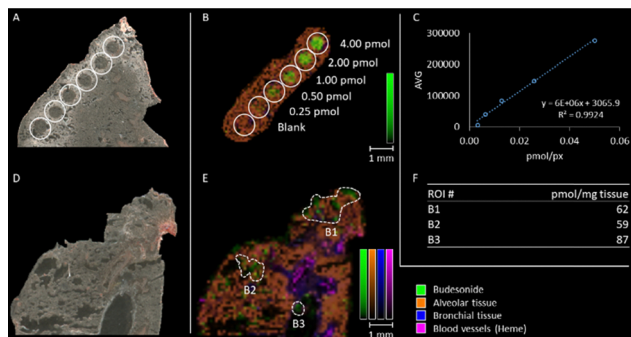 A
B
4.00 pmol
2.00 pmol
1.00 pmol
0.50 pmol
0.25 pmol
Blank
1 mm
C
300000
200000
100000
0
AVG
y = 6E+06x + 3065.9
R² = 0.9924
0.00 0.02 0.04 0.06
pmol/px
D
E
B1
B2
B3
1 mm
F
ROI # pmol/mg tissue
B1 62
B2 59
B3 87
Budesonide
Alveolar tissue
Bronchial tissue
Blood vessels (Heme)